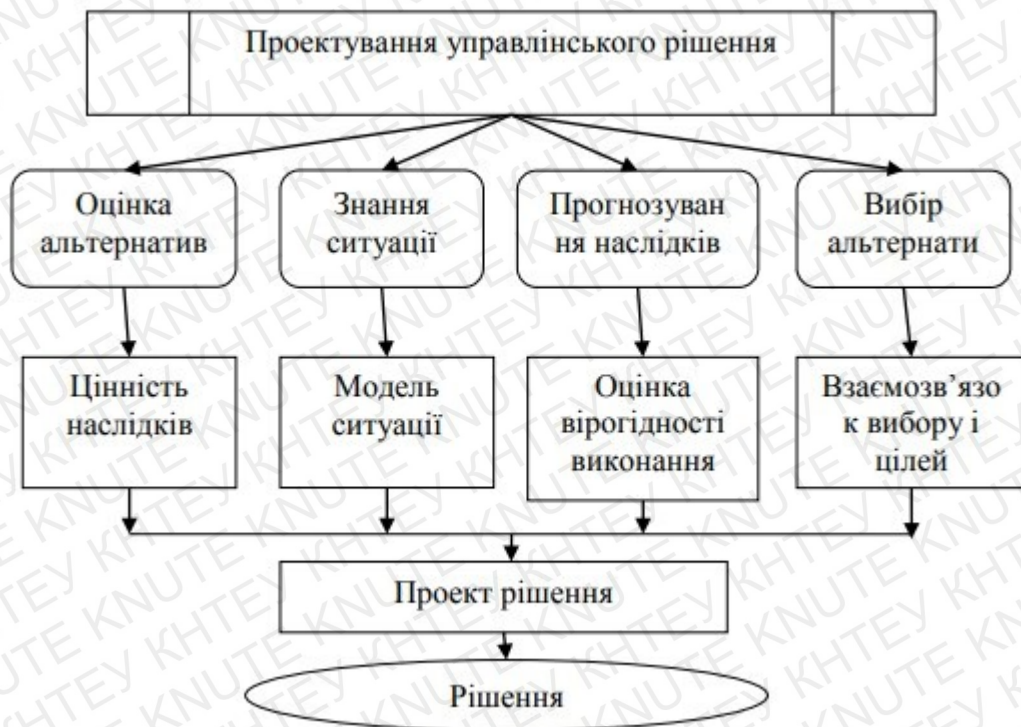 Проектування управлінського рішення
Оцінка
альтернатив
Знання
ситуації
Прогнозуван
ня наслідків
Вибір
альтернати
Цінність
наслідків
Модель
ситуації
Оцінка
вірогідності
виконання
Взаємозв’язо
к вибору і
цілей
Проект рішення
Рішення